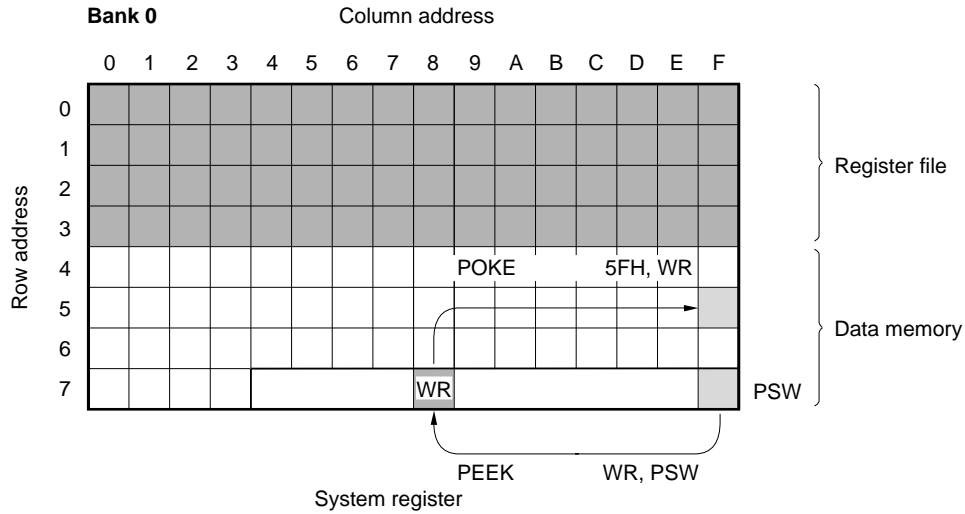 Bank 0 Column address
0 1 2 3 4 5 6 7 8 9 A B C D E F
0
1
Register file
2
Row address
3
4 POKE 5FH, WR
5
Data memory
6
7 WR PSW
PEEK WR, PSW
System register